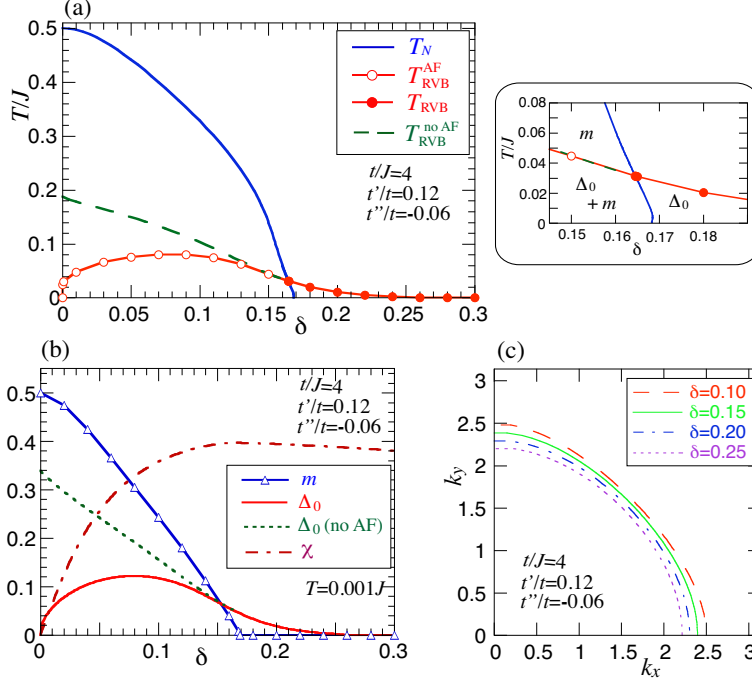 (a)
0.5
0.4
0.3
0.2
0.1
0
T/J
0
0.05
0.1
0.15
0.2
0.25
0.3
δ
T_N
T_RVB^AF
T_RVB
T_RVB^no AF
t/J=4
t'/t=0.12
t''/t=-0.06
0.08
0.06
0.04
0.02
0
T/J
0.15
0.16
0.17
0.18
δ
m
Δ₀
+ m
Δ₀
(b)
0.5
0.4
0.3
0.2
0.1
0
0
0.1
0.2
0.3
δ
t/J=4
t'/t=0.12
t''/t=-0.06
m
Δ₀
Δ₀ (no AF)
χ
T=0.001J
(c)
3
2.5
2
1.5
1
0.5
0
k_y
0
0.5
1
1.5
2
2.5
3
k_x
δ=0.10
δ=0.15
δ=0.20
δ=0.25
t/J=4
t'/t=0.12
t''/t=-0.06